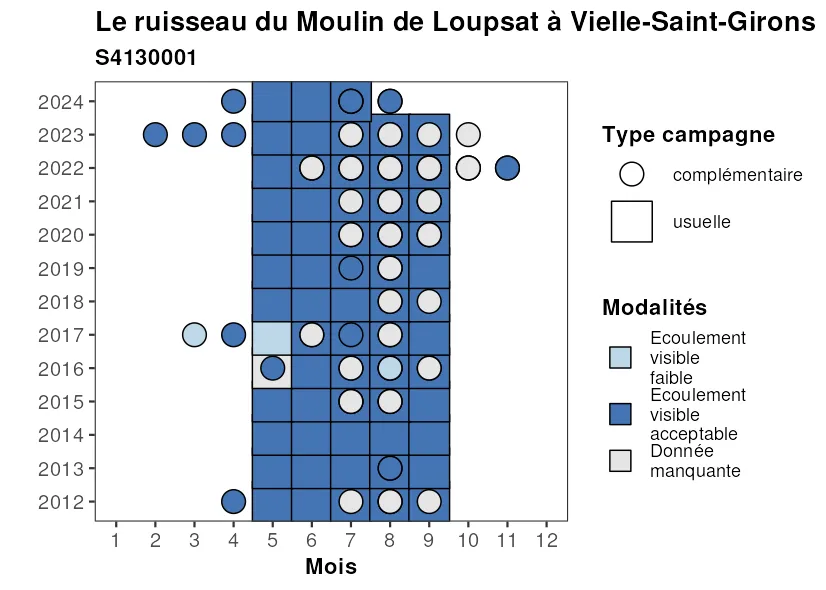 Le ruisseau du Moulin de Loupsat à Vielle-Saint-Girons
S4130001
2024
2023
2022
2021
2020
2019
2018
2017
2016
2015
2014
2013
2012
1 2 3 4 5 6 7 8 9 10 11 12
Mois
Type campagne
complémentaire
usuelle
Modalités
Ecoulement
visible
faible
Ecoulement
visible
acceptable
Donnée
manquante